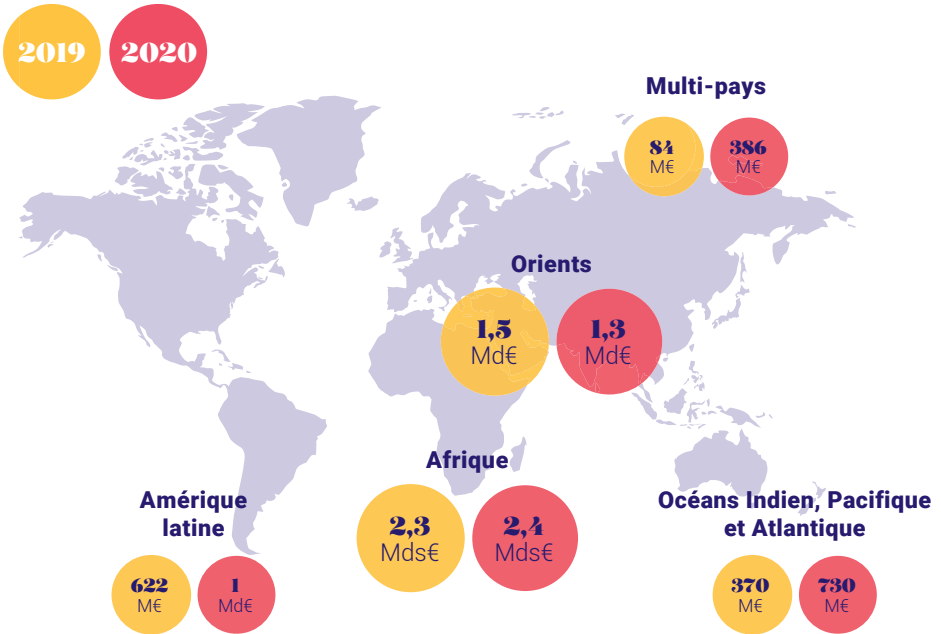 2019
2020
Multi-pays
84
M€
386
M€
Orients
1,5
Md€
1,3
Md€
Afrique
2,3
Mds€
2,4
Mds€
Amérique
latine
622
M€
1
Md€
Océans Indien, Pacifique
et Atlantique
370
M€
730
M€